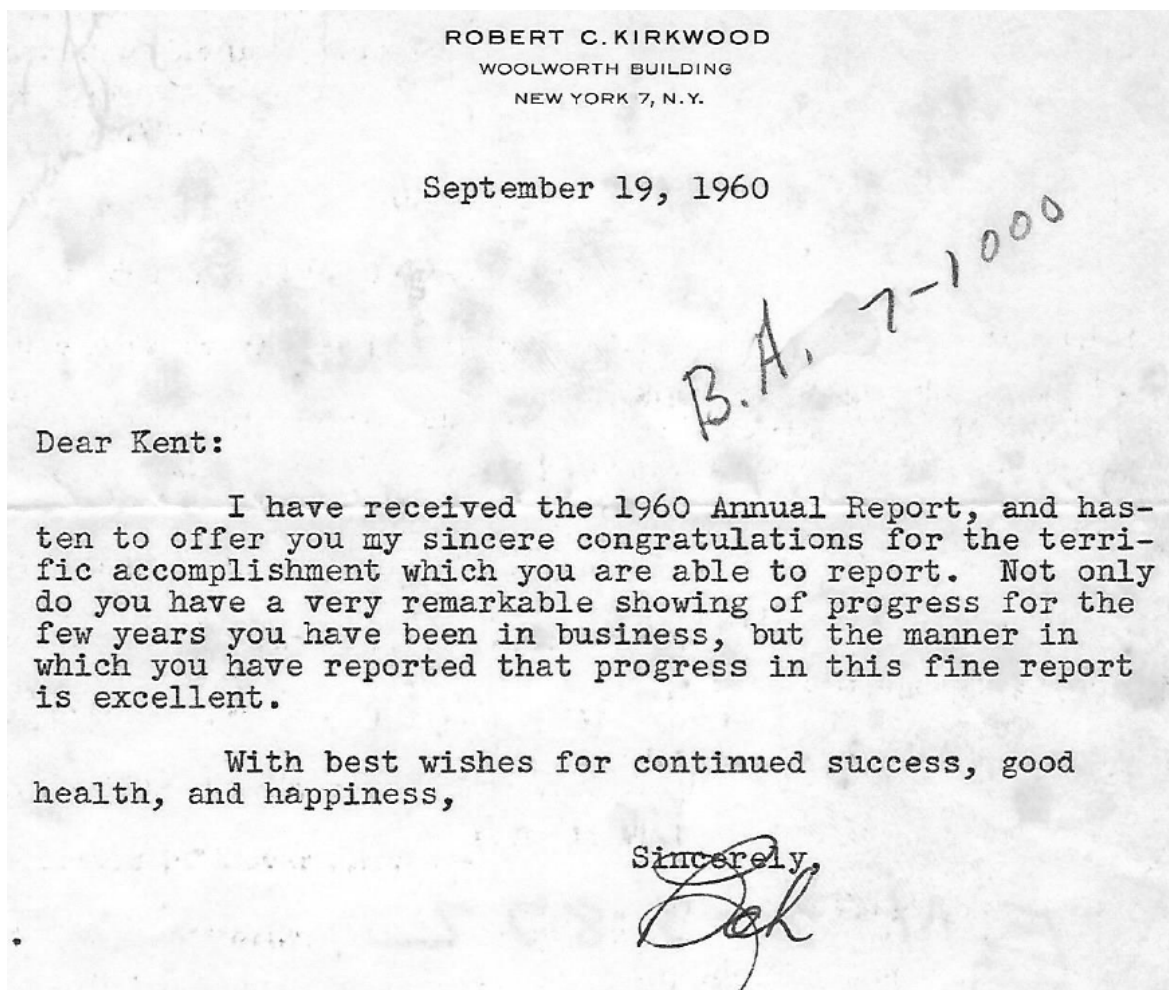 ROBERT C. KIRKWOOD
WOOLWORTH BUILDING
NEW YORK 7, N.Y.
September 19, 1960
B.A. 7-1000
Dear Kent:
I have received the 1960 Annual Report, and has-
ten to offer you my sincere congratulations for the terri-
fic accomplishment which you are able to report. Not only
do you have a very remarkable showing of progress for the
few years you have been in business, but the manner in
which you have reported that progress in this fine report
is excellent.
With best wishes for continued success, good
health, and happiness,
Sincerely,